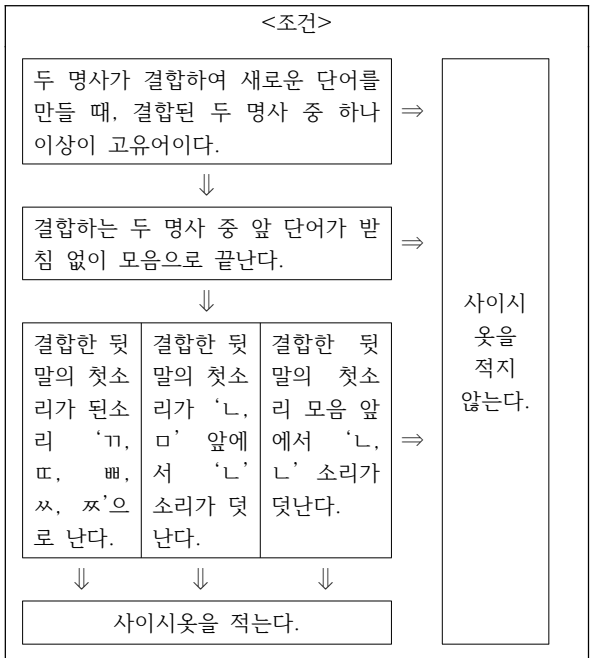 <조건>
두 명사가 결합하여 새로운 단어를
만들 때, 결합된 두 명사 중 하나
이상이 고유어이다.
⇒
⇓
결합하는 두 명사 중 앞 단어가 받
침 없이 모음으로 끝난다.
⇒
⇓
결합한 뒷
말의 첫소
리가 된소
리 ‘ㄲ,
ㄸ, ㅃ,
ㅆ, ㅉ’으
로 난다.
결합한 뒷
말의 첫소
리가 ‘ㄴ,
ㅁ’ 앞에
서 ‘ㄴ’
소리가 덧
난다.
결합한 뒷
말의 첫소
리 모음 앞
에서 ‘ㄴ,
ㄴ’ 소리가
덧난다.
⇒
⇓ ⇓ ⇓
사이시옷을 적는다.
사이시
옷을
적지
않는다.